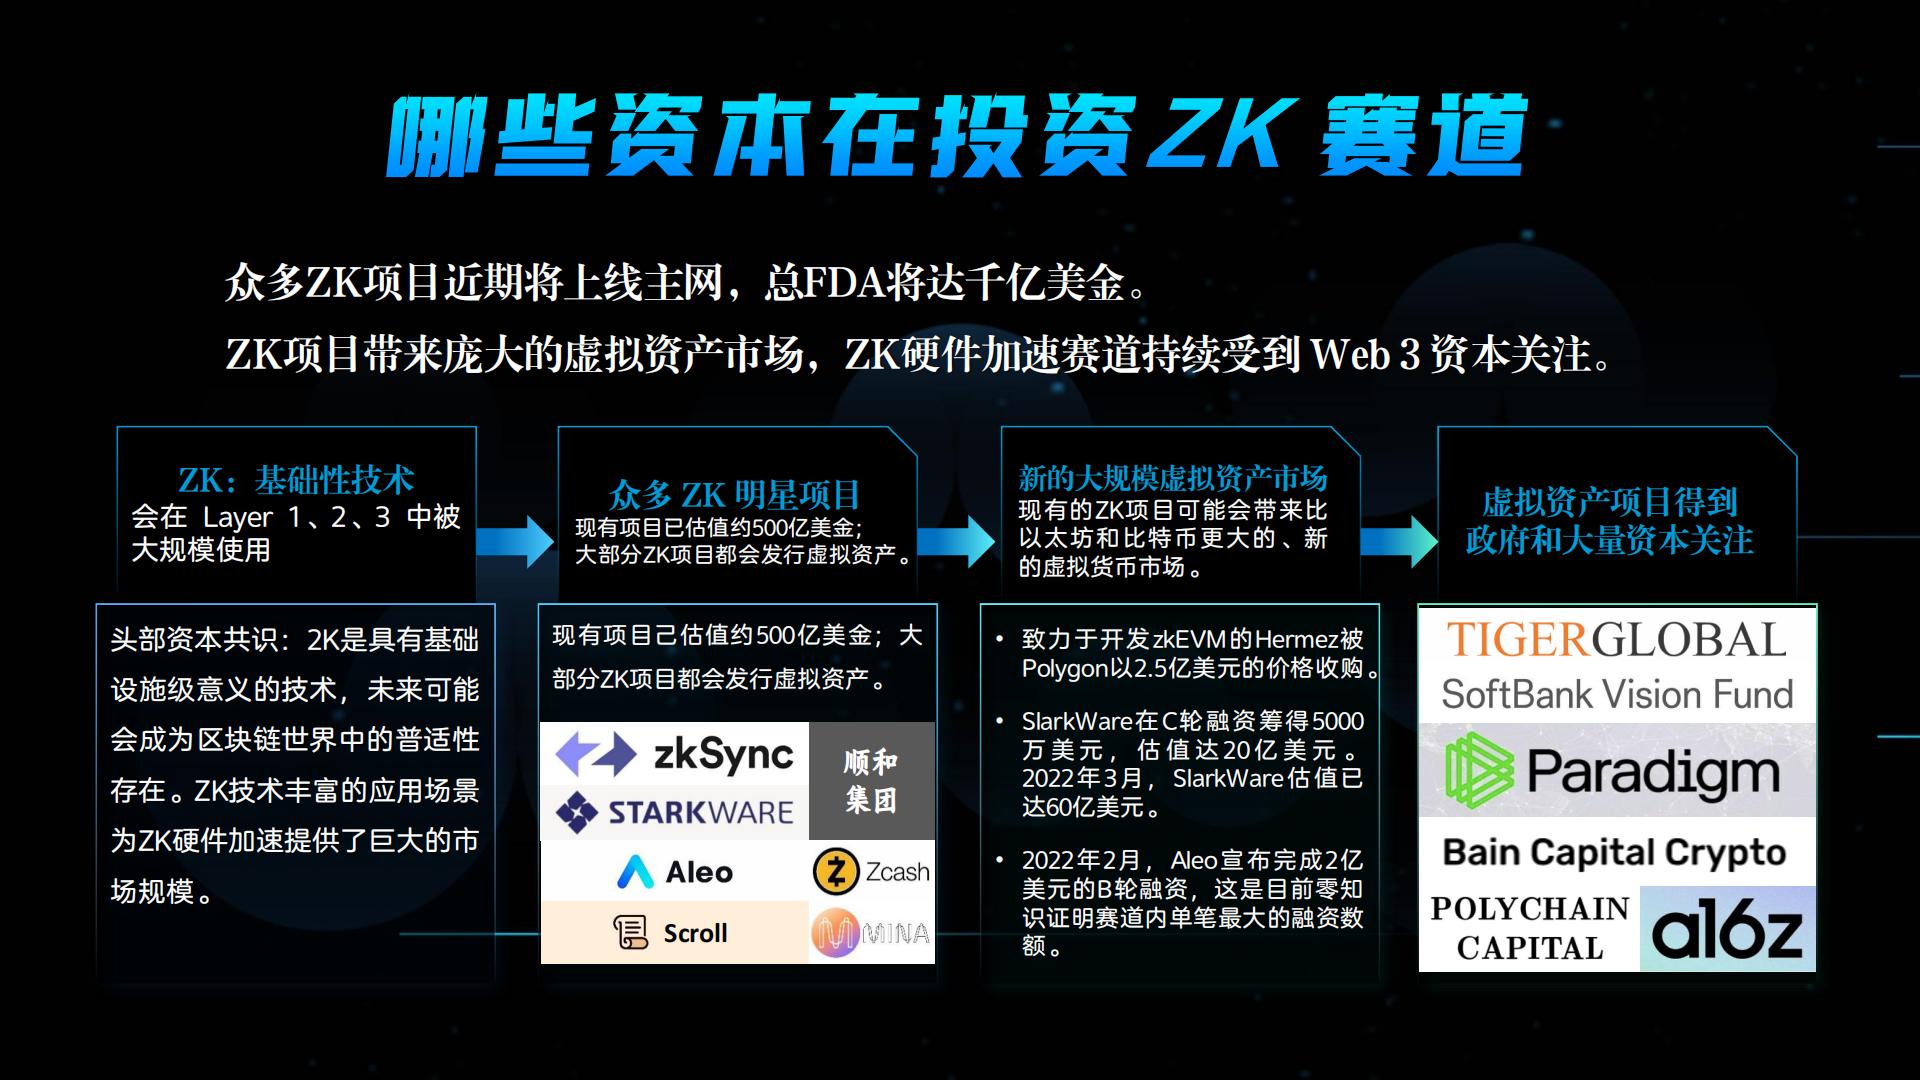 哪些资本在投资ZK 赛道
众多ZK项目近期将上线主网，总FDA将达千亿美金。
ZK项目带来庞大的虚拟资产市场，ZK硬件加速赛道持续受到 Web 3 资本关注。
ZK：基础性技术
会在 Layer 1、2、3 中被
大规模使用
众多 ZK 明星项目
现有项目已估值约500亿美金；
大部分ZK项目都会发行虚拟资产。
新的大规模虚拟资产市场
现有的ZK项目可能会带来比
以太坊和比特币更大的、新
的虚拟货币市场。
虚拟资产项目得到
政府和大量资本关注
头部资本共识：2K是具有基础
设施级意义的技术，未来可能
会成为区块链世界中的普适性
存在。ZK技术丰富的应用场景
为ZK硬件加速提供了巨大的市
场规模。
现有项目己估值约500亿美金；大
部分ZK项目都会发行虚拟资产。
zkSync
顺和
集团
STARKWARE
Aleo
Zcash
Scroll
MINA
• 致力于开发zkEVM的Hermez被
Polygon以2.5亿美元的价格收购。
• SlarkWare在C轮融资筹得5000
万美元，估值达20亿美元。
2022年3月，SlarkWare估值已
达60亿美元。
• 2022年2月，Aleo宣布完成2亿
美元的B轮融资，这是目前零知
识证明赛道内单笔最大的融资数
额。
TIGERGLOBAL
SoftBank Vision Fund
Paradigm
Bain Capital Crypto
POLYCHAIN
CAPITAL
a16z